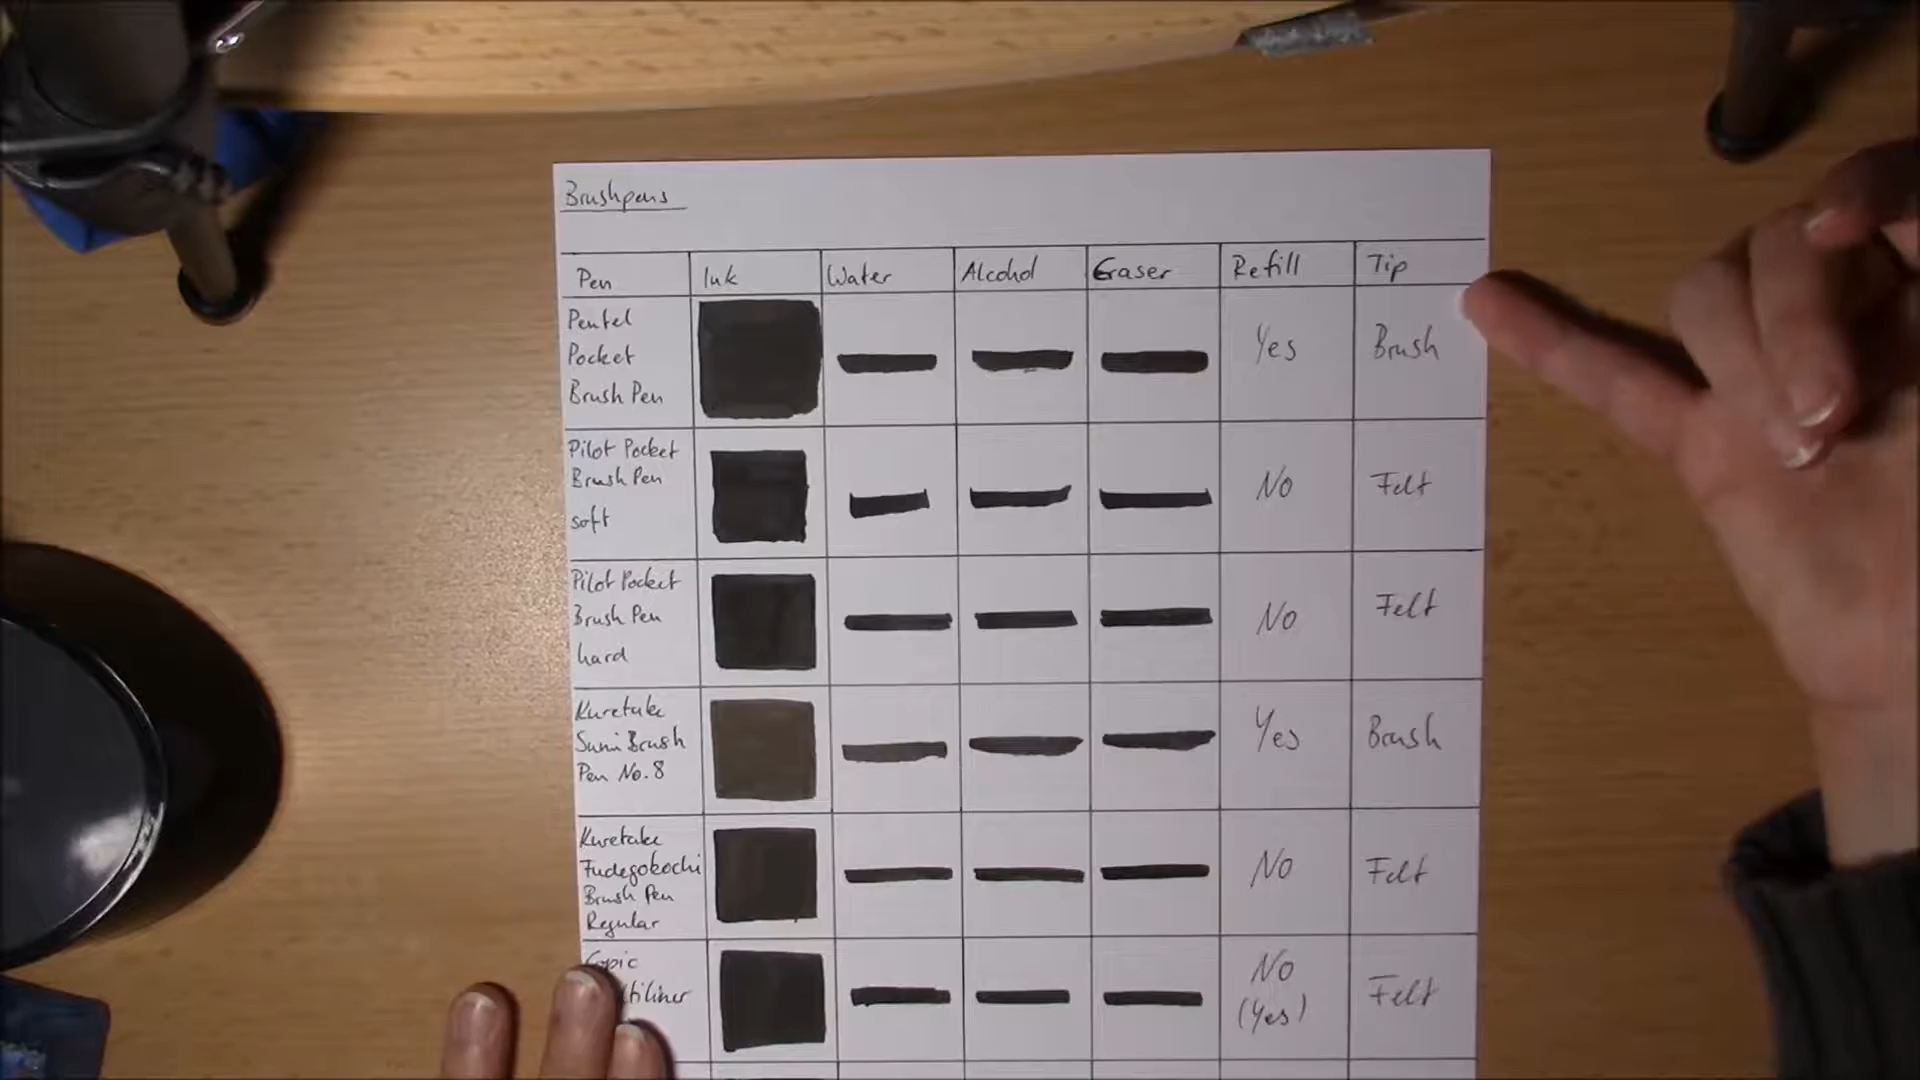 Brushpens
Pen Ink Water Alcohol Eraser Refill Tip
Pentel
Pocket
Brush Pen
Yes
Brush
Pilot Pocket
Brush Pen
soft
No
Felt
Pilot Pocket
Brush Pen
hard
No
Felt
Kuretake
Sumi Brush
Pen No. 8
Yes
Brush
Kuretake
Fudegokochi
Brush Pen
Regular
No
Felt
Copic
No
(Yes)
Felt